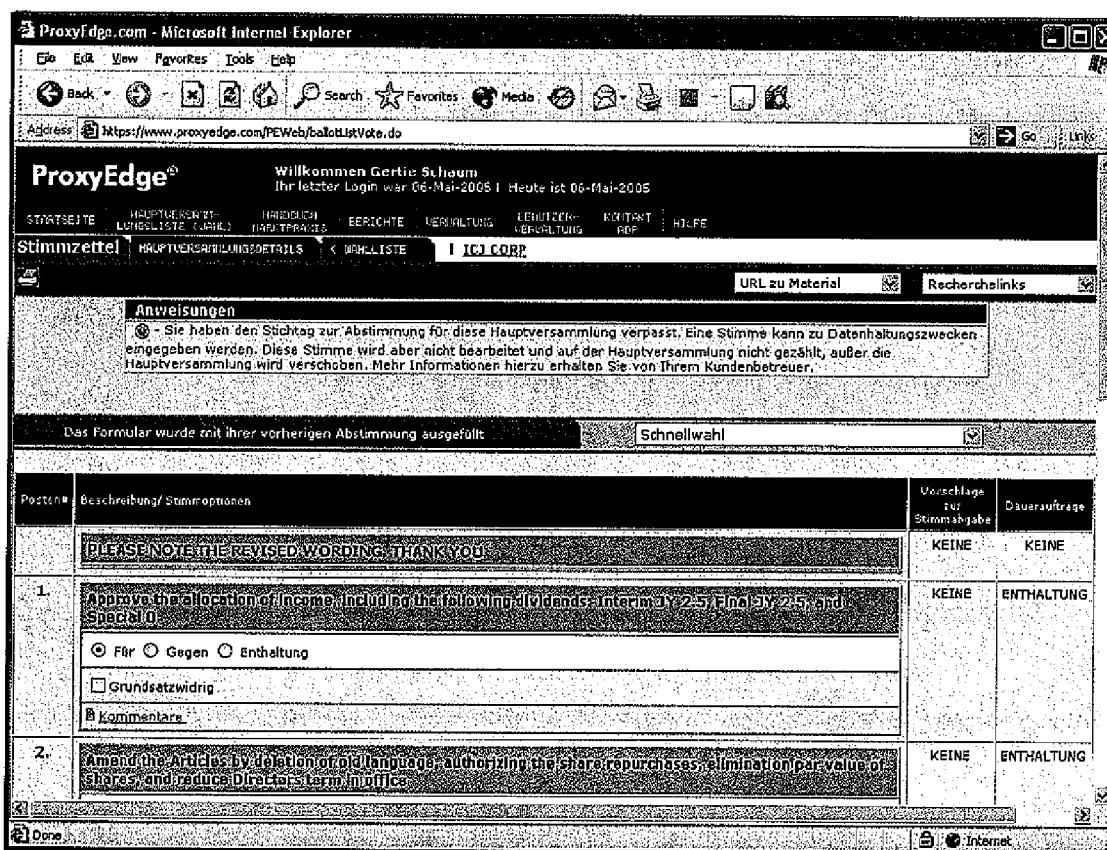 ProxyEdge.com - Microsoft Internet Explorer
File Edit View Favorites Tools Help
Back Search Favorites Media
Address https://www.proxyedge.com/PEWeb/ballotListVote.do Go Links
ProxyEdge®
Willkommen Gertie Schaum
Ihr letzter Login war 06-Mai-2005 | Heute ist 06-Mai-2005
STARTSEITE HAUPTVERSAMM-LUNGSLISTE (WAHL) HANDBUCH MARKTPRAXIS BERICHTE VERWALTUNG BENUTZER-VERWALTUNG KONTAKT ADP HILFE
Stimmzettel HAUPTVERSAMMLUNGSDETAILS < WAHLLISTE | ICJ CORP
URL zu Material Recherchelinks
Anweisungen
- Sie haben den Stichtag zur Abstimmung für diese Hauptversammlung verpasst. Eine Stimme kann zu Datenhaltungszwecken
eingegeben werden. Diese Stimme wird aber nicht bearbeitet und auf der Hauptversammlung nicht gezählt, außer die
Hauptversammlung wird verschoben. Mehr Informationen hierzu erhalten Sie von Ihrem Kundenbetreuer.
Das Formular wurde mit ihrer vorherigen Abstimmung ausgefüllt Schnellwahl
Posten# Beschreibung/ Stimmoptionen Vorschlage zur Stimmabgabe Daueraufträge
PLEASE NOTE THE REVISED WORDING. THANK YOU. KEINE KEINE
1. Approve the allocation of income, including the following dividends: Interim JY 2.5, Final JY 2.5, and KEINE ENTHALTUNG
Special 0
Für Gegen Enthaltung
Grundsatzwidrig
Kommentare
2. Amend the Articles by deletion of old language, authorizing the share repurchases, elimination par value of KEINE ENTHALTUNG
shares, and reduce Directors term in office
Done Internet